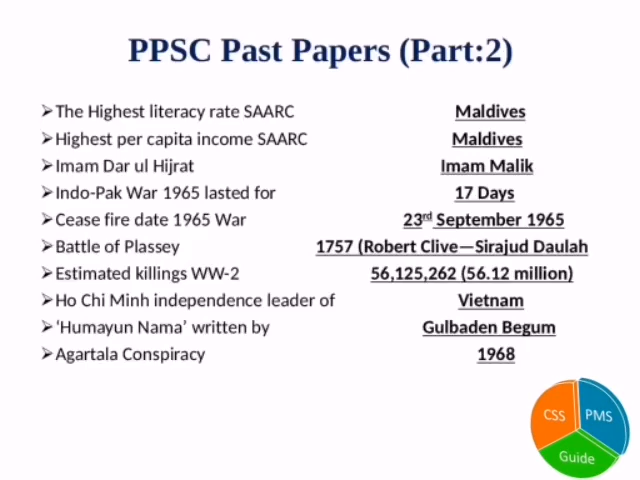 PPSC Past Papers (Part:2)
➢The Highest literacy rate SAARC Maldives
➢Highest per capita income SAARC Maldives
➢Imam Dar ul Hijrat Imam Malik
➢Indo-Pak War 1965 lasted for 17 Days
➢Cease fire date 1965 War 23rd September 1965
➢Battle of Plassey 1757 (Robert Clive—Sirajud Daulah
➢Estimated killings WW-2 56,125,262 (56.12 million)
➢Ho Chi Minh independence leader of Vietnam
➢‘Humayun Nama’ written by Gulbaden Begum
➢Agartala Conspiracy 1968
CSS PMS
Guide